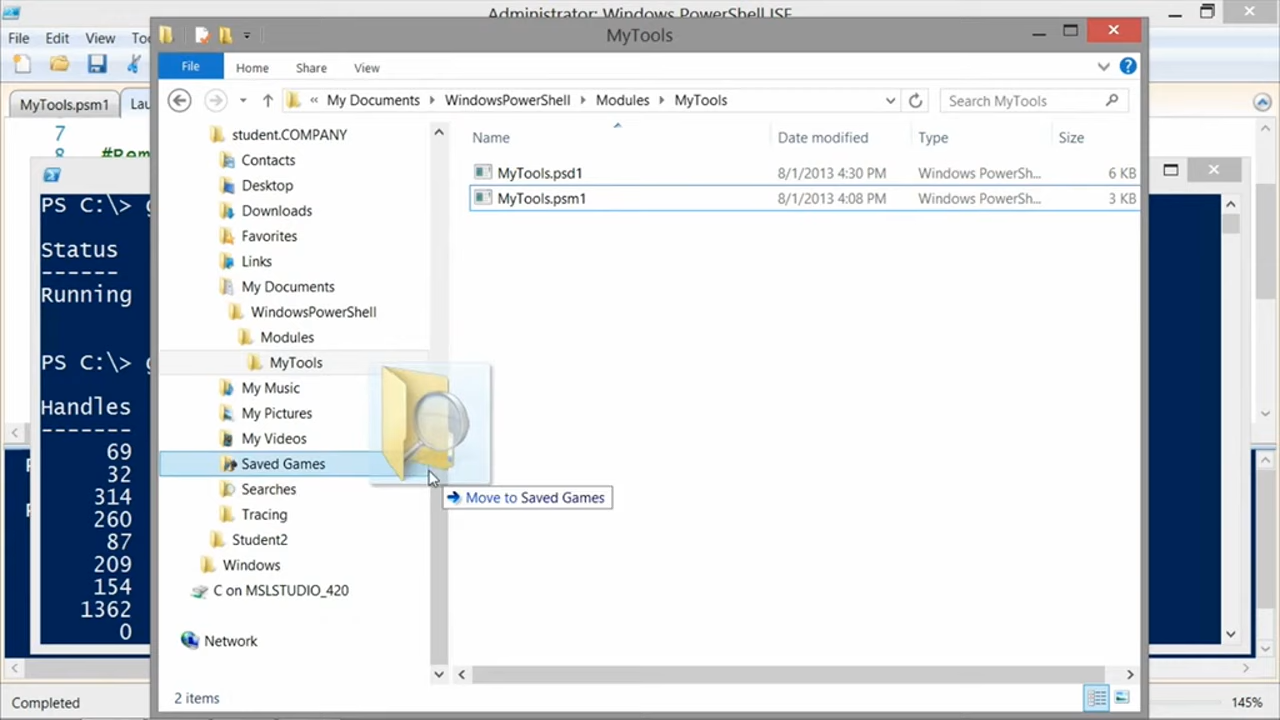 Administrator: Windows PowerShell ISE
File Edit View
MyTools
File Home Share View
« My Documents WindowsPowerShell Modules MyTools
Search MyTools
MyTools.psm1
7
8
PS C:\>
Status
------
Running
PS C:\>
Handles
-------
69
32
314
260
87
209
154
1362
0
student.COMPANY
Contacts
Desktop
Downloads
Favorites
Links
My Documents
WindowsPowerShell
Modules
MyTools
My Music
My Pictures
My Videos
Saved Games
Searches
Tracing
Student2
Windows
C on MSLSTUDIO_420
Network
Name Date modified Type Size
MyTools.psd1 8/1/2013 4:30 PM Windows PowerSh... 6 KB
MyTools.psm1 8/1/2013 4:08 PM Windows PowerSh... 3 KB
Move to Saved Games
2 items
Completed
145%